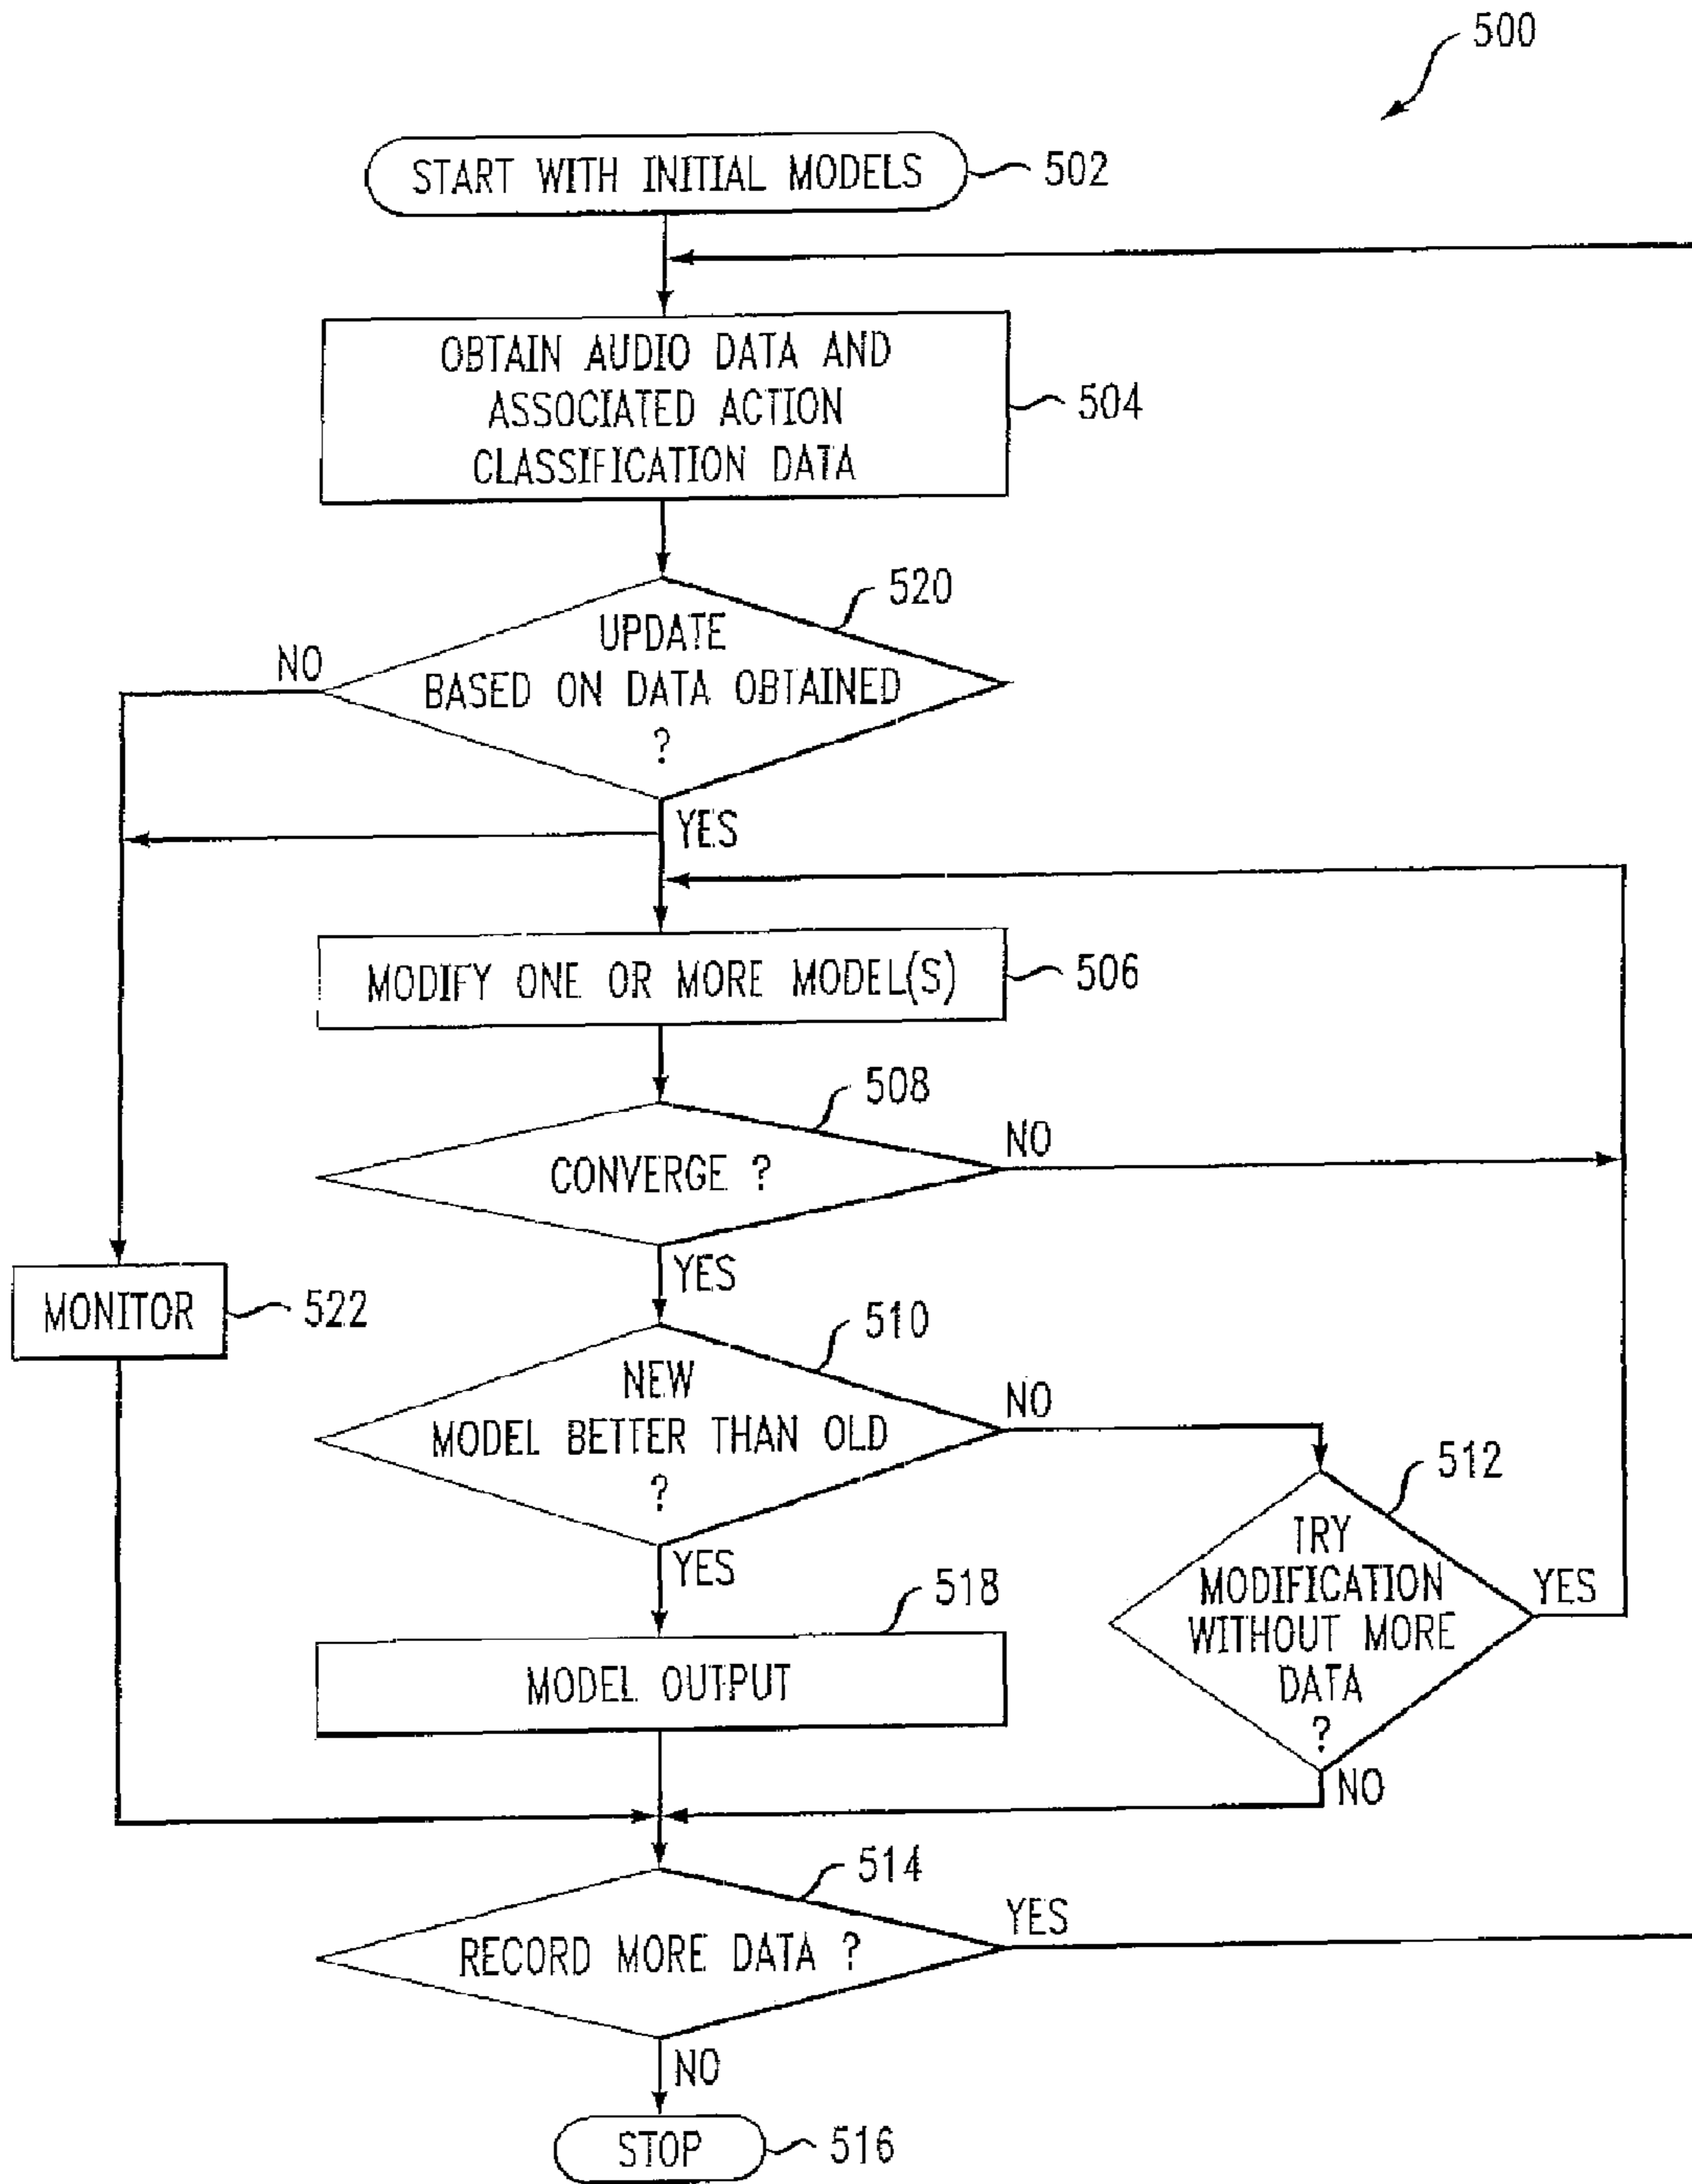 500
START WITH INITIAL MODELS
502
OBTAIN AUDIO DATA AND
ASSOCIATED ACTION
CLASSIFICATION DATA
504
520
UPDATE
BASED ON DATA OBTAINED
?
NO
YES
MODIFY ONE OR MORE MODEL(S)
506
508
CONVERGE ?
NO
YES
MONITOR
522
510
NEW
MODEL BETTER THAN OLD
?
NO
YES
512
TRY
MODIFICATION
WITHOUT MORE
DATA
?
YES
NO
518
MODEL OUTPUT
514
RECORD MORE DATA ?
YES
NO
STOP
516